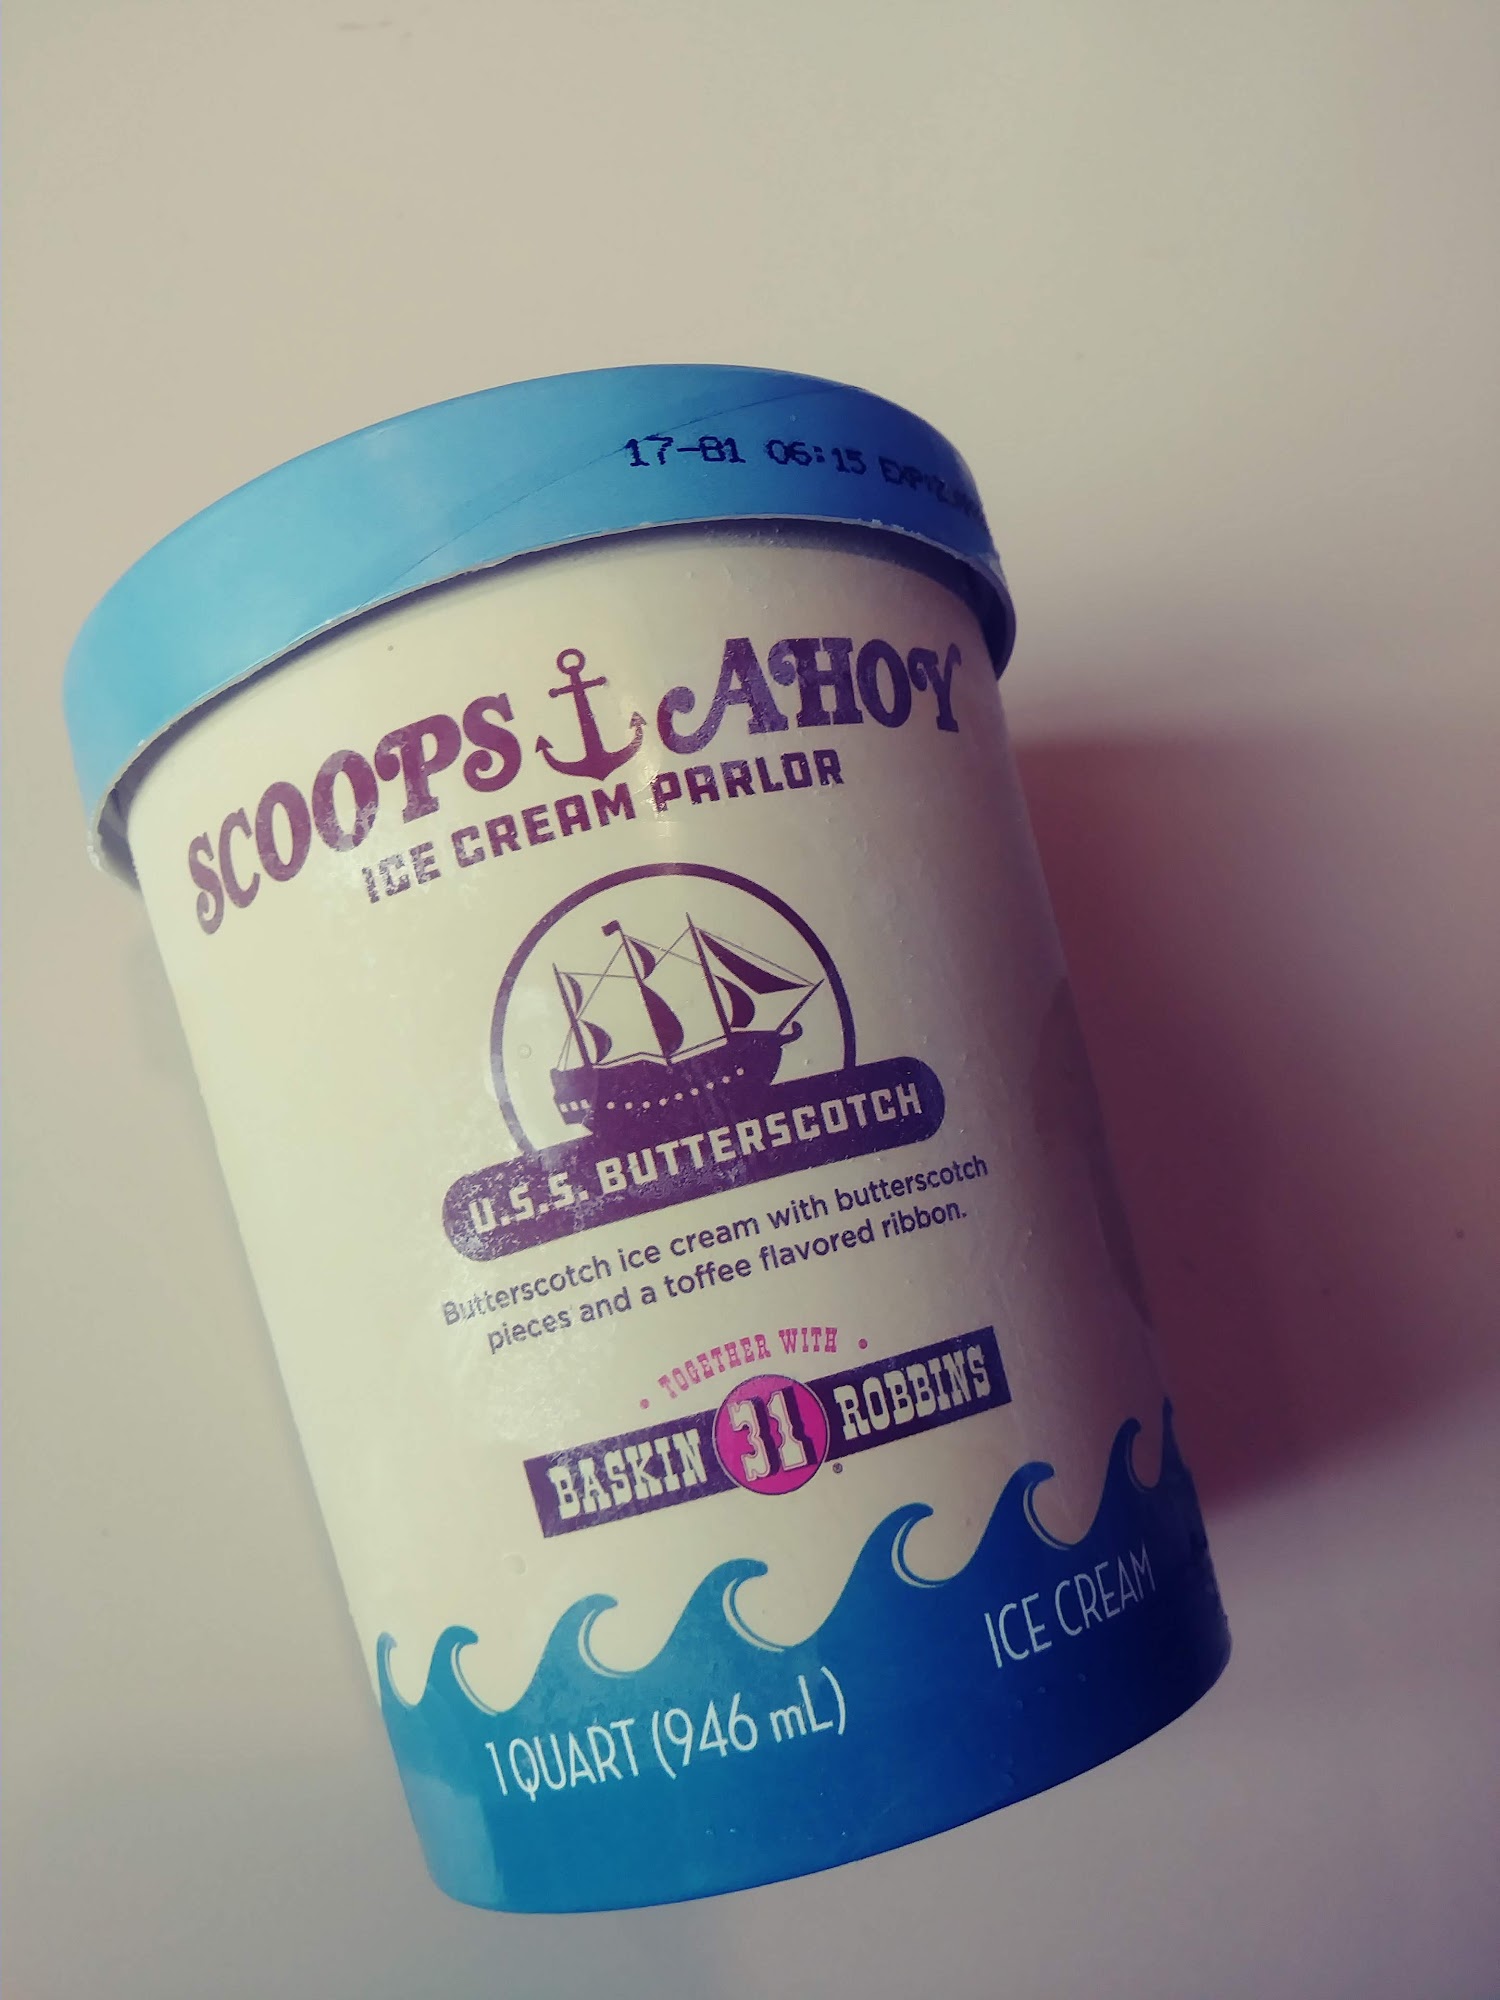 17-B1 06:15
SCOOPS AHOY
ICE CREAM PARLOR
U.S.S. BUTTERSCOTCH
Butterscotch ice cream with butterscotch
pieces and a toffee flavored ribbon.
• TOGETHER WITH •
BASKIN 31 ROBBINS®
1 QUART (946 mL)
ICE CREAM